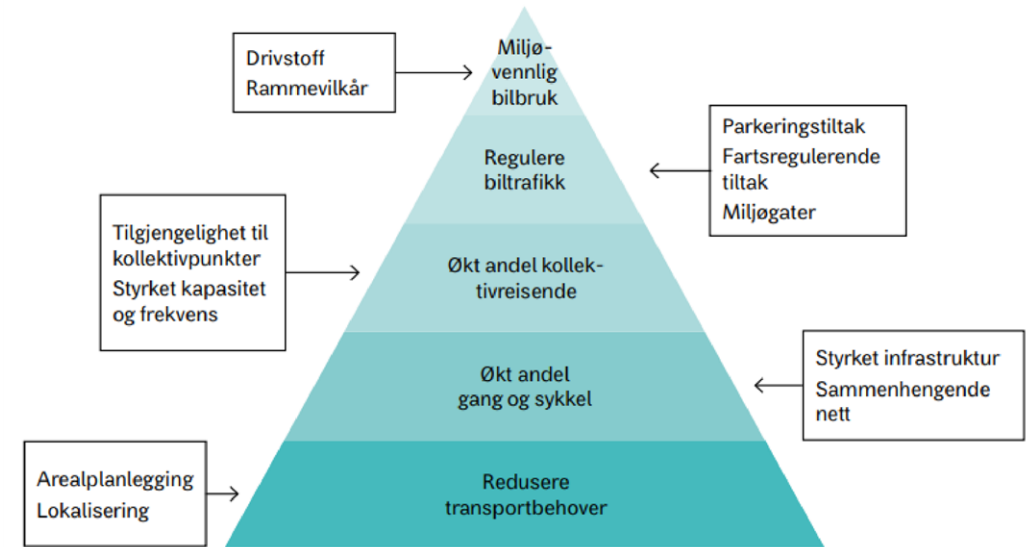 Drivstoff
Rammevilkår
Miljø-
vennlig
bilbruk
Parkeringstiltak
Fartsregulerende
tiltak
Miljøgater
Regulere
biltrafikk
Tilgjengelighet til
kollektivpunkter
Styrket kapasitet
og frekvens
Økt andel kollek-
tivreisende
Styrket infrastruktur
Sammenhengende
nett
Økt andel
gang og sykkel
Arealplanlegging
Lokalisering
Redusere
transportbehover